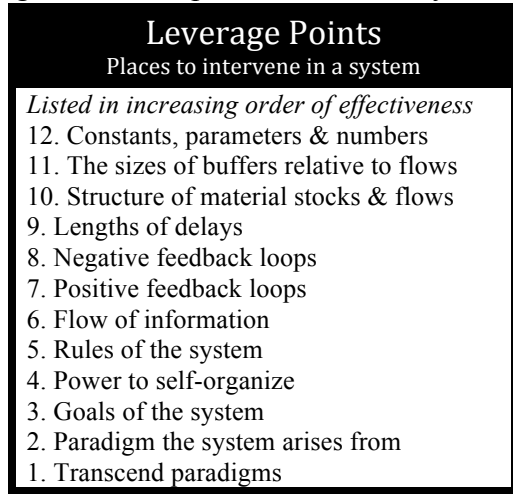 Leverage Points
Places to intervene in a system
Listed in increasing order of effectiveness
12. Constants, parameters & numbers
11. The sizes of buffers relative to flows
10. Structure of material stocks & flows
9. Lengths of delays
8. Negative feedback loops
7. Positive feedback loops
6. Flow of information
5. Rules of the system
4. Power to self-organize
3. Goals of the system
2. Paradigm the system arises from
1. Transcend paradigms